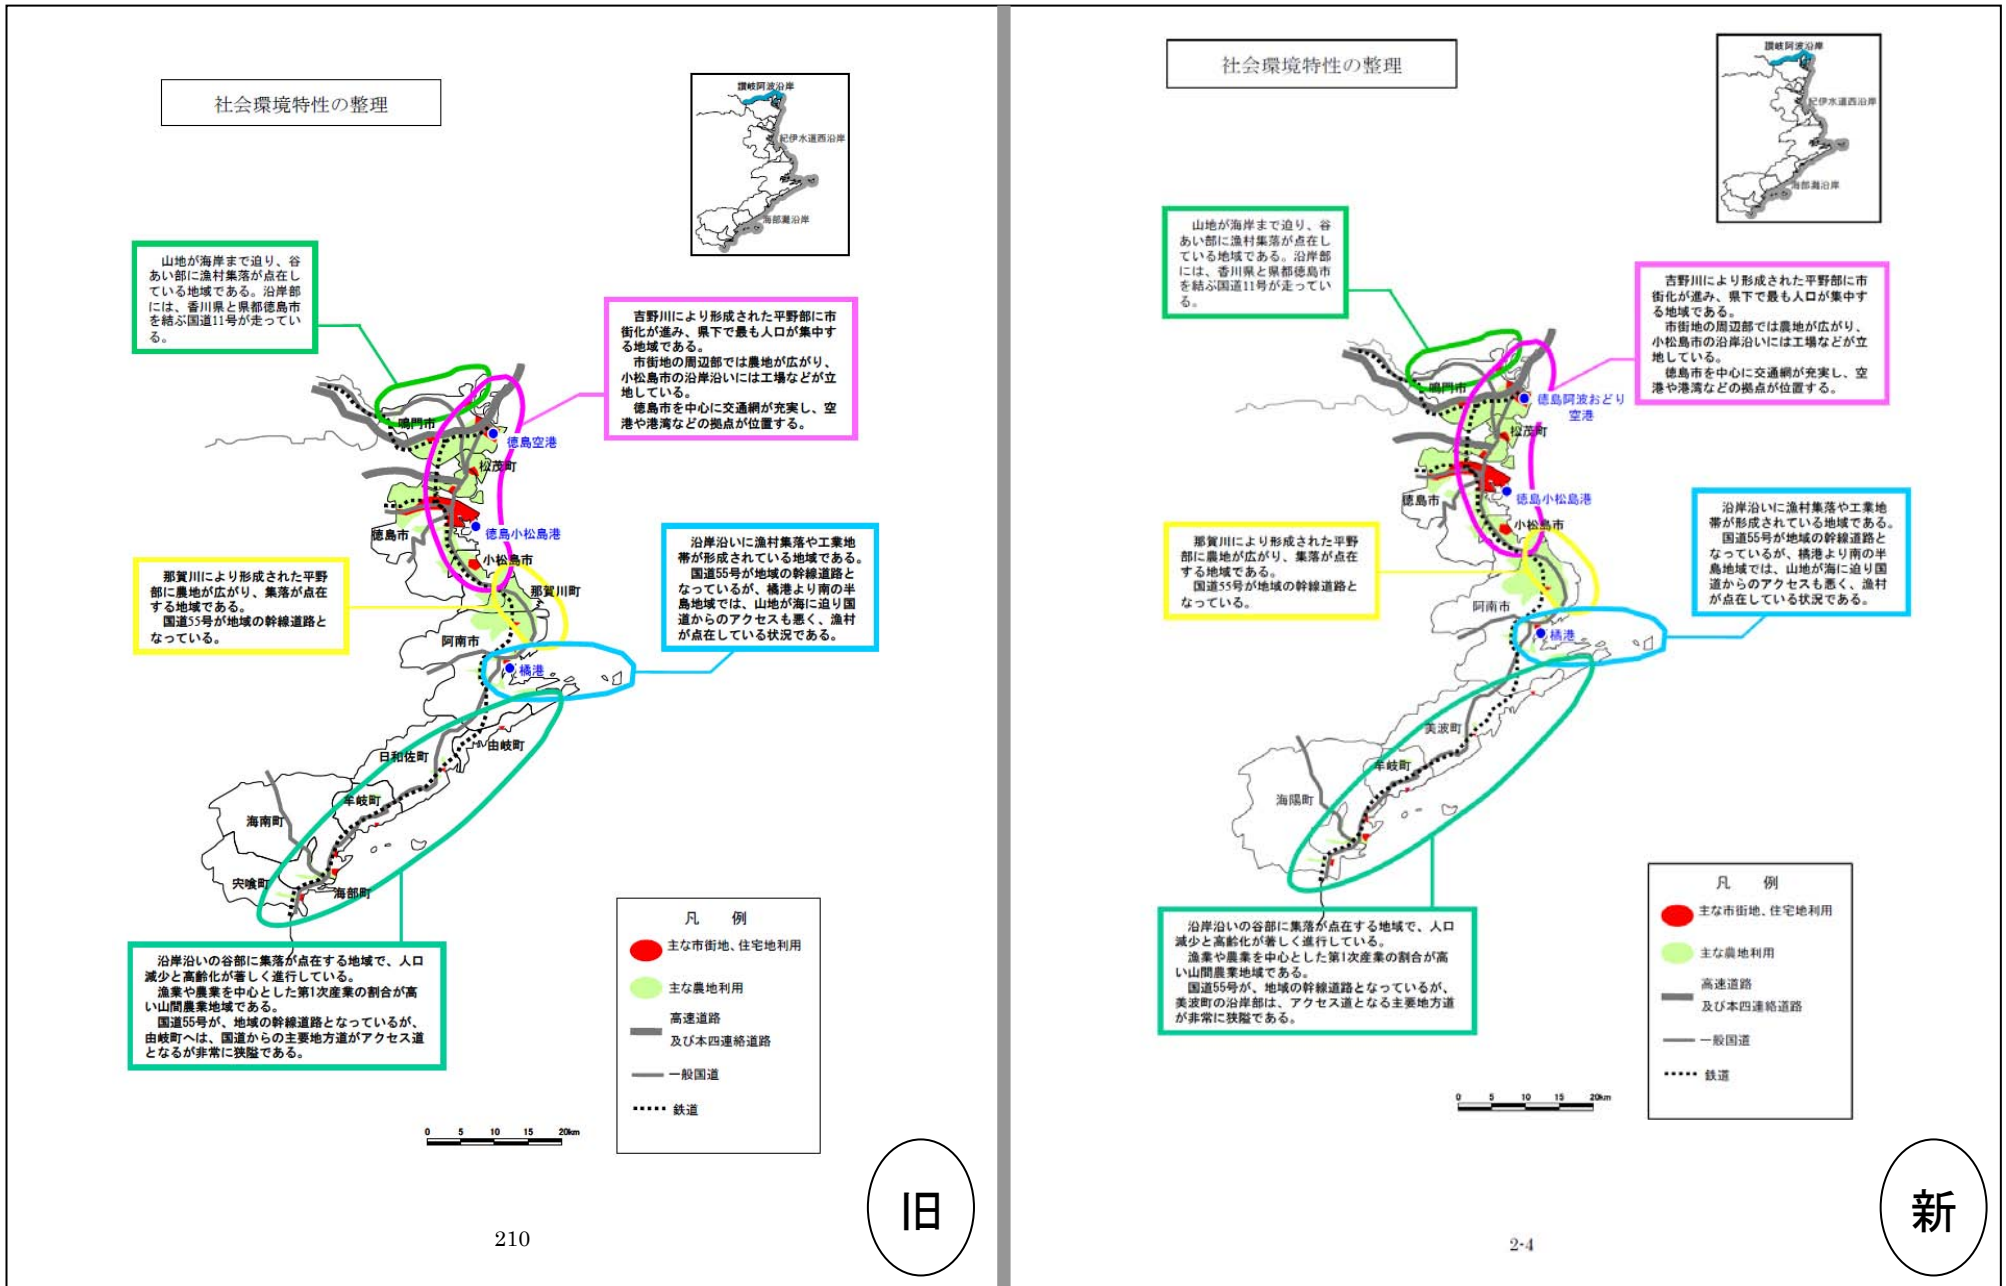 社会環境特性の整理
讃岐阿波沿岸
紀伊水道西沿岸
海部灘沿岸
山地が海岸まで迫り、谷
あい部に漁村集落が点在し
ている地域である。沿岸部
には、香川県と県都徳島市
を結ぶ国道11号が走ってい
る。
吉野川により形成された平野部に市
街化が進み、県下で最も人口が集中す
る地域である。
市街地の周辺部では農地が広がり、
小松島市の沿岸沿いには工場などが立
地している。
徳島市を中心に交通網が充実し、空
港や港湾などの拠点が位置する。
鳴門市
徳島空港
松茂町
徳島市
徳島小松島港
小松島市
那賀川町
阿南市
橘港
沿岸沿いに漁村集落や工業地
帯が形成されている地域である。
国道55号が地域の幹線道路と
なっているが、橘港より南の半
島地域では、山地が海に迫り国
道からのアクセスも悪く、漁村
が点在している状況である。
那賀川により形成された平野
部に農地が広がり、集落が点在
する地域である。
国道55号が地域の幹線道路と
なっている。
由岐町
日和佐町
牟岐町
海南町
宍喰町
海部町
沿岸沿いの谷部に集落が点在する地域で、人口
減少と高齢化が著しく進行している。
漁業や農業を中心とした第1次産業の割合が高
い山間農業地域である。
国道55号が、地域の幹線道路となっているが、
由岐町へは、国道からの主要地方道がアクセス道
となるが非常に狭隘である。
凡 例
主な市街地、住宅地利用
主な農地利用
高速道路
及び本四連絡道路
一般国道
鉄道
0 5 10 15 20km
210
旧
社会環境特性の整理
讃岐阿波沿岸
紀伊水道西沿岸
海部灘沿岸
山地が海岸まで迫り、谷
あい部に漁村集落が点在し
ている地域である。沿岸部
には、香川県と県都徳島市
を結ぶ国道11号が走ってい
る。
吉野川により形成された平野部に市
街化が進み、県下で最も人口が集中す
る地域である。
市街地の周辺部では農地が広がり、
小松島市の沿岸沿いには工場などが立
地している。
徳島市を中心に交通網が充実し、空
港や港湾などの拠点が位置する。
鳴門市
徳島阿波おどり
空港
松茂町
徳島市
徳島小松島港
小松島市
阿南市
橘港
沿岸沿いに漁村集落や工業地
帯が形成されている地域である。
国道55号が地域の幹線道路と
なっているが、橘港より南の半
島地域では、山地が海に迫り国
道からのアクセスも悪く、漁村
が点在している状況である。
那賀川により形成された平野
部に農地が広がり、集落が点在
する地域である。
国道55号が地域の幹線道路と
なっている。
美波町
牟岐町
海陽町
沿岸沿いの谷部に集落が点在する地域で、人口
減少と高齢化が著しく進行している。
漁業や農業を中心とした第1次産業の割合が高
い山間農業地域である。
国道55号が、地域の幹線道路となっているが、
美波町の沿岸部は、アクセス道となる主要地方道
が非常に狭隘である。
凡 例
主な市街地、住宅地利用
主な農地利用
高速道路
及び本四連絡道路
一般国道
鉄道
0 5 10 15 20km
2-4
新